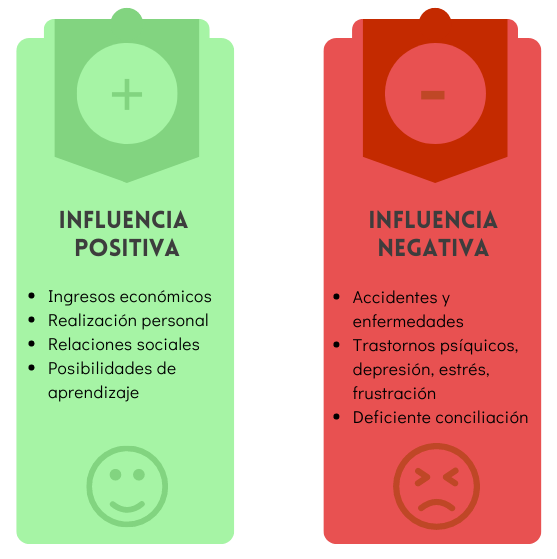 +
INFLUENCIA
POSITIVA
• Ingresos económicos
• Realización personal
• Relaciones sociales
• Posibilidades de
aprendizaje
-
INFLUENCIA
NEGATIVA
• Accidentes y
enfermedades
• Trastornos psíquicos,
depresión, estrés,
frustración
• Deficiente conciliación